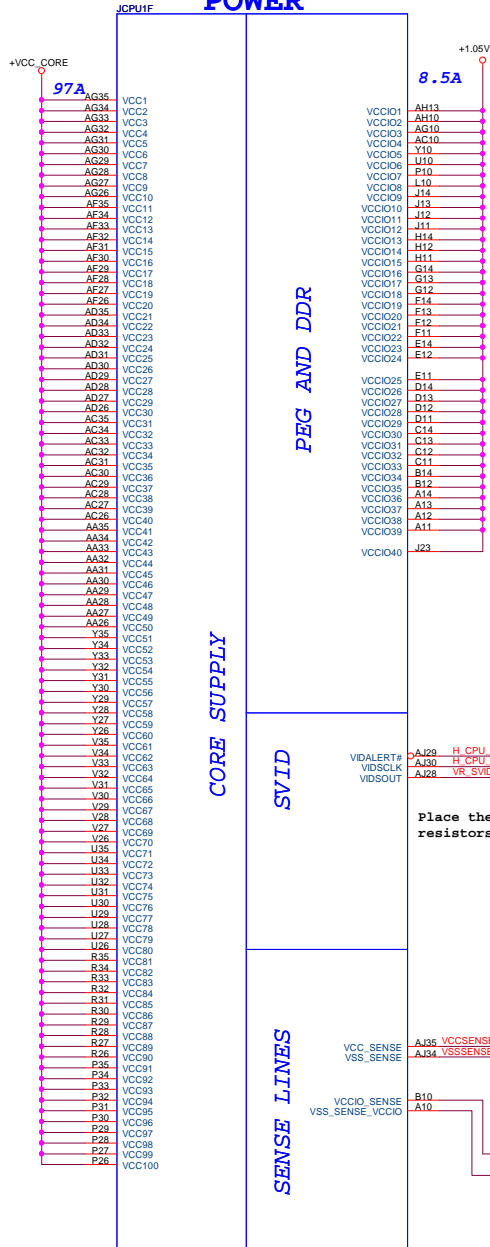 POWER
JCPU1F
+VCC_CORE
97A
AG35 VCC1
AG34 VCC2
AG33 VCC3
AG32 VCC4
AG31 VCC5
AG30 VCC6
AG29 VCC7
AG28 VCC8
AG27 VCC9
AG26 VCC10
AF35 VCC11
AF34 VCC12
AF33 VCC13
AF32 VCC14
AF31 VCC15
AF30 VCC16
AF29 VCC17
AF28 VCC18
AF27 VCC19
AF26 VCC20
AD35 VCC21
AD34 VCC22
AD33 VCC23
AD32 VCC24
AD31 VCC25
AD30 VCC26
AD29 VCC27
AD28 VCC28
AD27 VCC29
AD26 VCC30
AC35 VCC31
AC34 VCC32
AC33 VCC33
AC32 VCC34
AC31 VCC35
AC30 VCC36
AC29 VCC37
AC28 VCC38
AC27 VCC39
AC26 VCC40
AA35 VCC41
AA34 VCC42
AA33 VCC43
AA32 VCC44
AA31 VCC45
AA30 VCC46
AA29 VCC47
AA28 VCC48
AA27 VCC49
AA26 VCC50
Y35 VCC51
Y34 VCC52
Y33 VCC53
Y32 VCC54
Y31 VCC55
Y30 VCC56
Y29 VCC57
Y28 VCC58
Y27 VCC59
Y26 VCC60
V35 VCC61
V34 VCC62
V33 VCC63
V32 VCC64
V31 VCC65
V30 VCC66
V29 VCC67
V28 VCC68
V27 VCC69
V26 VCC70
U35 VCC71
U34 VCC72
U33 VCC73
U32 VCC74
U31 VCC75
U30 VCC76
U29 VCC77
U28 VCC78
U27 VCC79
U26 VCC80
R35 VCC81
R34 VCC82
R33 VCC83
R32 VCC84
R31 VCC85
R30 VCC86
R29 VCC87
R28 VCC88
R27 VCC89
R26 VCC90
P35 VCC91
P34 VCC92
P33 VCC93
P32 VCC94
P31 VCC95
P30 VCC96
P29 VCC97
P28 VCC98
P27 VCC99
P26 VCC100
CORE SUPPLY
PEG AND DDR
+1.05V
8.5A
VCCIO1 AH13
VCCIO2 AH10
VCCIO3 AG10
VCCIO4 AC10
VCCIO5 Y10
VCCIO6 U10
VCCIO7 P10
VCCIO8 L10
VCCIO9 J14
VCCIO10 J13
VCCIO11 J12
VCCIO12 J11
VCCIO13 H14
VCCIO14 H12
VCCIO15 H11
VCCIO16 G14
VCCIO17 G13
VCCIO18 G12
VCCIO19 F14
VCCIO20 F13
VCCIO21 F12
VCCIO22 F11
VCCIO23 E14
VCCIO24 E12
VCCIO25 E11
VCCIO26 D14
VCCIO27 D13
VCCIO28 D12
VCCIO29 D11
VCCIO30 C14
VCCIO31 C13
VCCIO32 C12
VCCIO33 C11
VCCIO34 B14
VCCIO35 B12
VCCIO36 A14
VCCIO37 A13
VCCIO38 A12
VCCIO39 A11
VCCIO40 J23
SVID
VIDALERT# AJ29 H_CPU_
VIDSCLK AJ30 H_CPU_
VIDSOUT AJ28 VR_SVID
Place the
resistors
SENSE LINES
VCC_SENSE AJ35 VCCSENSE
VSS_SENSE AJ34 VSSSENSE
VCCIO_SENSE B10
VSS_SENSE_VCCIO A10